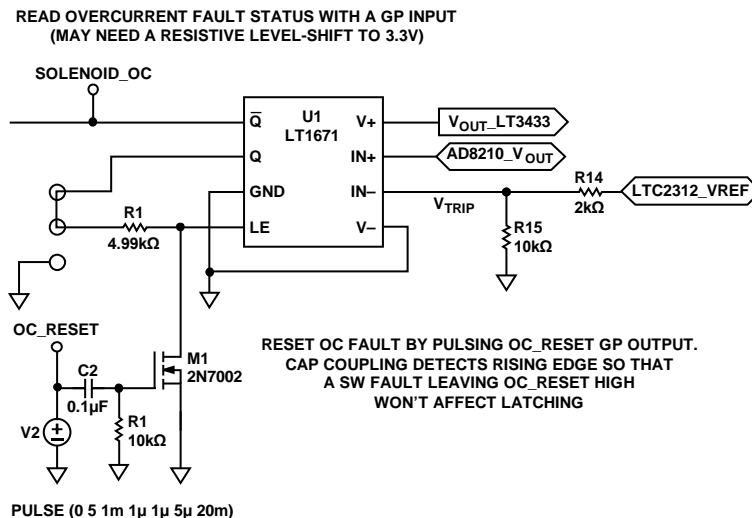 READ OVERCURRENT FAULT STATUS WITH A GP INPUT
(MAY NEED A RESISTIVE LEVEL-SHIFT TO 3.3V)
SOLENOID_OC
U1
LT1671
Q̅
Q
GND
LE
V+
IN+
IN–
V–
VOUT_LT3433
AD8210_VOUT
R14
2kΩ
LTC2312_VREF
VTRIP
R15
10kΩ
R1
4.99kΩ
OC_RESET
C2
0.1µF
M1
2N7002
V2
R1
10kΩ
RESET OC FAULT BY PULSING OC_RESET GP OUTPUT.
CAP COUPLING DETECTS RISING EDGE SO THAT
A SW FAULT LEAVING OC_RESET HIGH
WON'T AFFECT LATCHING
PULSE (0 5 1m 1µ 1µ 5µ 20m)